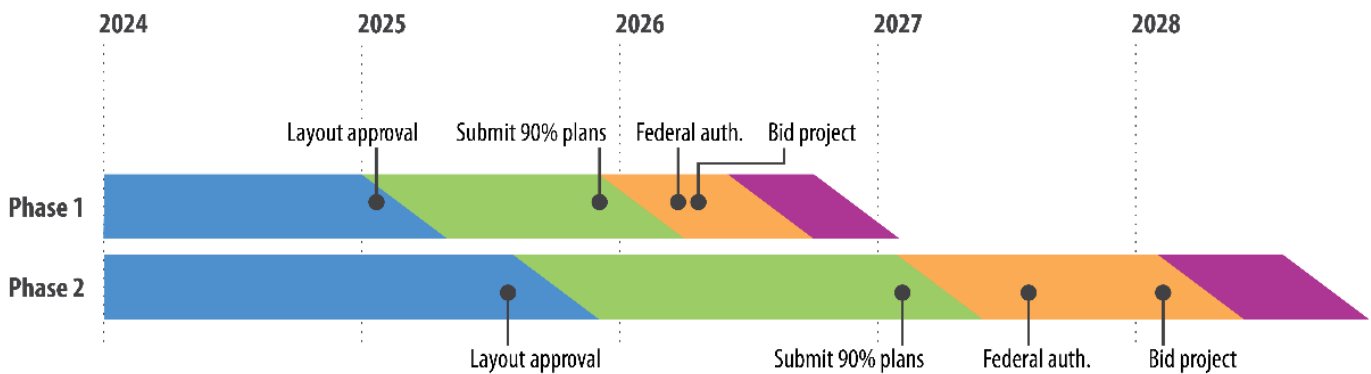 2024 2025 2026 2027 2028
Layout approval Submit 90% plans Federal auth. Bid project
Phase 1
Phase 2
Layout approval Submit 90% plans Federal auth. Bid project